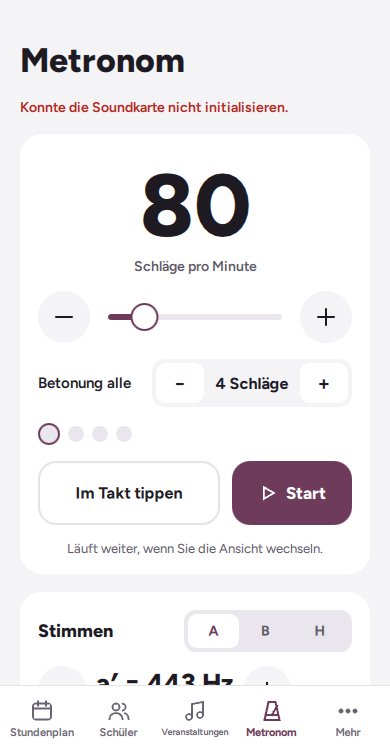 Metronom
Konnte die Soundkarte nicht initialisieren.
80
Schläge pro Minute
Betonung alle
– 4 Schläge +
Im Takt tippen
Start
Läuft weiter, wenn Sie die Ansicht wechseln.
Stimmen
A B H
a′ = 443 Hz
Stundenplan
Schüler
Veranstaltungen
Metronom
Mehr